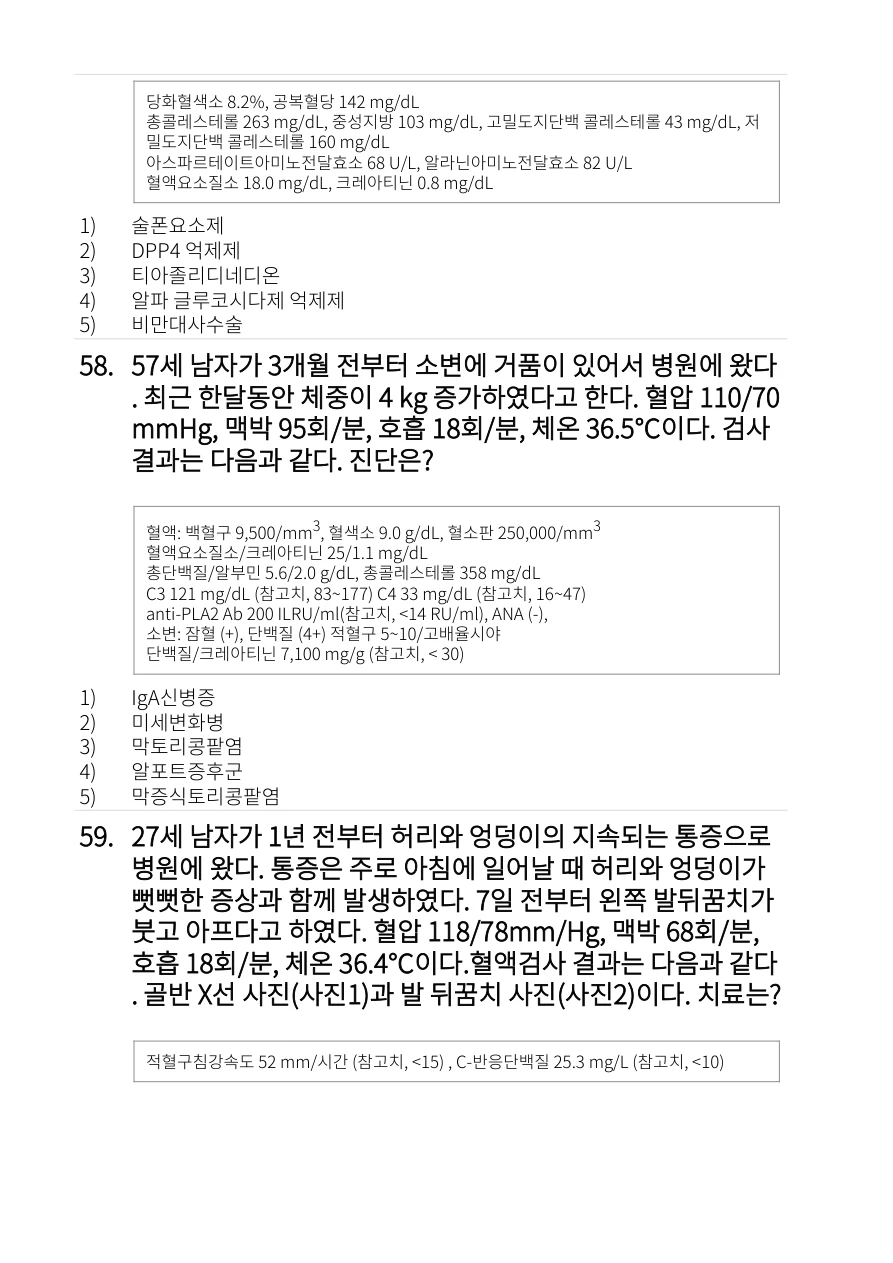 당화혈색소 8.2%, 공복혈당 142 mg/dL
총콜레스테롤 263 mg/dL, 중성지방 103 mg/dL, 고밀도지단백 콜레스테롤 43 mg/dL, 저
밀도지단백 콜레스테롤 160 mg/dL
아스파르테이트아미노전달효소 68 U/L, 알라닌아미노전달효소 82 U/L
혈액요소질소 18.0 mg/dL, 크레아티닌 0.8 mg/dL
1) 술폰요소제
2) DPP4 억제제
3) 티아졸리디네디온
4) 알파 글루코시다제 억제제
5) 비만대사수술
58. 57세 남자가 3개월 전부터 소변에 거품이 있어서 병원에 왔다
. 최근 한달동안 체중이 4 kg 증가하였다고 한다. 혈압 110/70
mmHg, 맥박 95회/분, 호흡 18회/분, 체온 36.5°C이다. 검사
결과는 다음과 같다. 진단은?
혈액: 백혈구 9,500/mm³, 혈색소 9.0 g/dL, 혈소판 250,000/mm³
혈액요소질소/크레아티닌 25/1.1 mg/dL
총단백질/알부민 5.6/2.0 g/dL, 총콜레스테롤 358 mg/dL
C3 121 mg/dL (참고치, 83~177) C4 33 mg/dL (참고치, 16~47)
anti-PLA2 Ab 200 ILRU/ml(참고치, <14 RU/ml), ANA (-),
소변: 잠혈 (+), 단백질 (4+) 적혈구 5~10/고배율시야
단백질/크레아티닌 7,100 mg/g (참고치, < 30)
1) IgA신병증
2) 미세변화병
3) 막토리콩팥염
4) 알포트증후군
5) 막증식토리콩팥염
59. 27세 남자가 1년 전부터 허리와 엉덩이의 지속되는 통증으로
병원에 왔다. 통증은 주로 아침에 일어날 때 허리와 엉덩이가
뻣뻣한 증상과 함께 발생하였다. 7일 전부터 왼쪽 발뒤꿈치가
붓고 아프다고 하였다. 혈압 118/78mm/Hg, 맥박 68회/분,
호흡 18회/분, 체온 36.4°C이다.혈액검사 결과는 다음과 같다
. 골반 X선 사진(사진1)과 발 뒤꿈치 사진(사진2)이다. 치료는?
적혈구침강속도 52 mm/시간 (참고치, <15) , C-반응단백질 25.3 mg/L (참고치, <10)